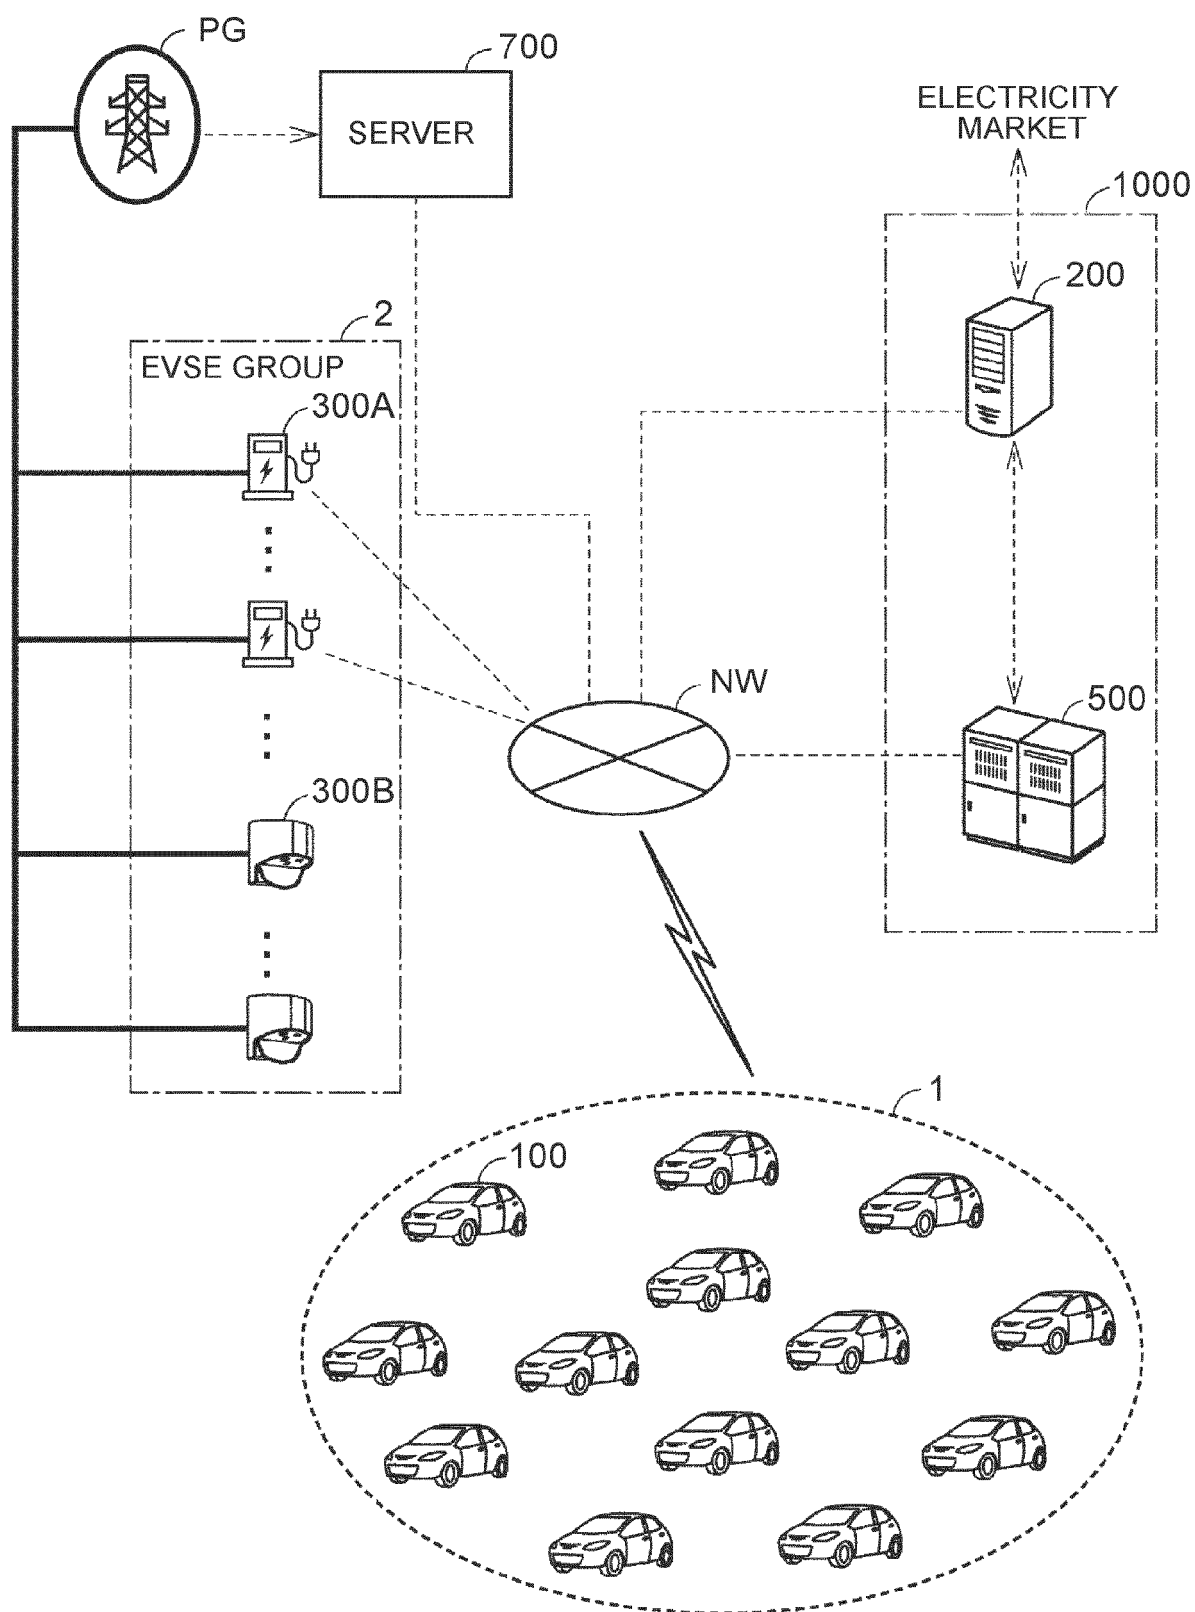 PG
700
SERVER
ELECTRICITY
MARKET
1000
200
2
EVSE GROUP
300A
NW
500
300B
1
100